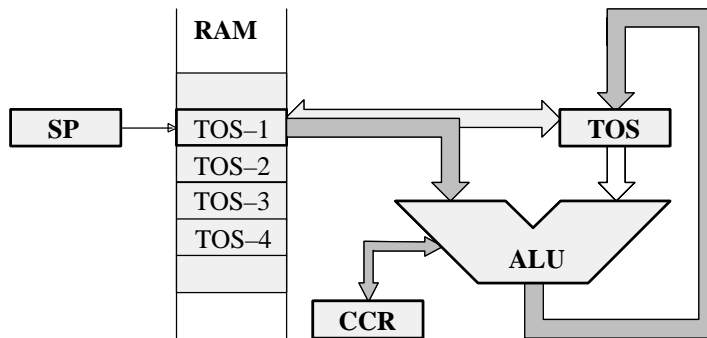 RAM
SP
TOS–1
TOS
TOS–2
TOS–3
TOS–4
ALU
CCR